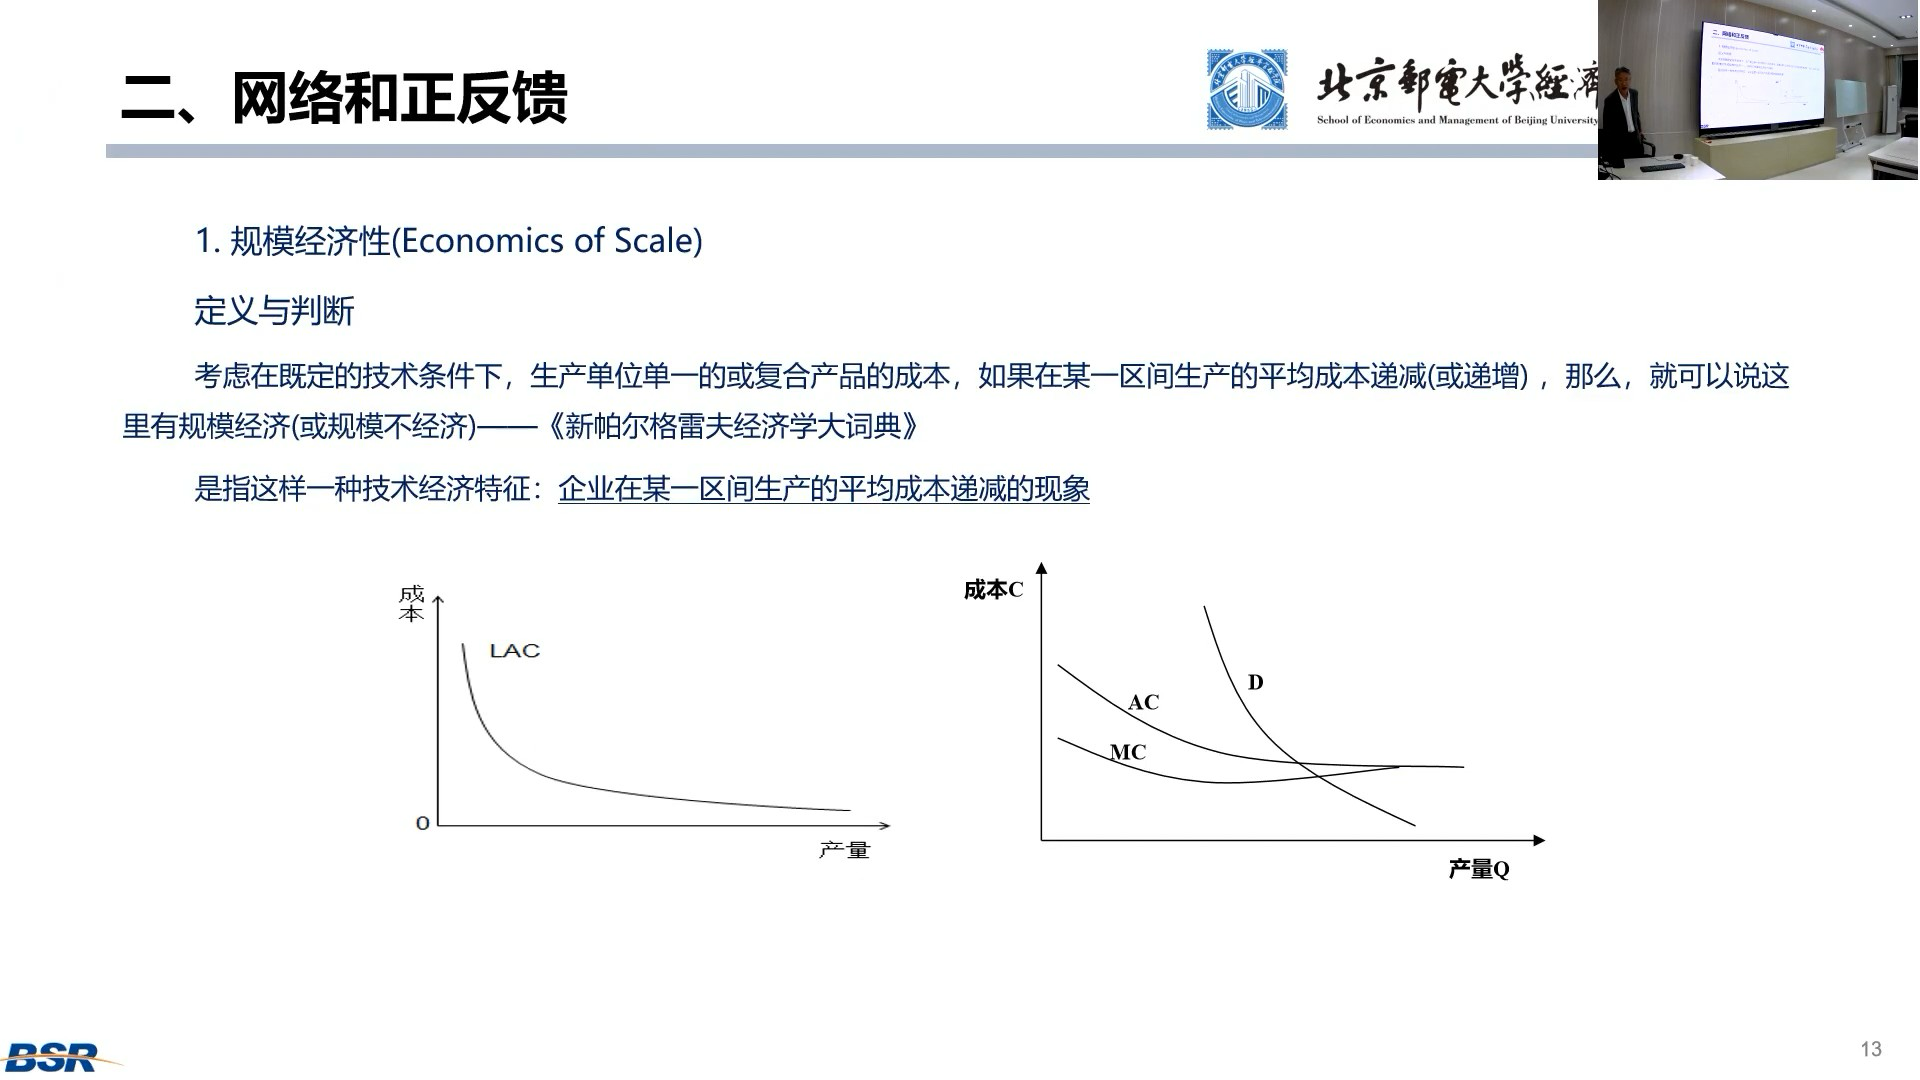 二、网络和正反馈
北京邮电大学经济
School of Economics and Management of Beijing University
1. 规模经济性(Economics of Scale)
定义与判断
考虑在既定的技术条件下，生产单位单一的或复合产品的成本，如果在某一区间生产的平均成本递减(或递增) ，那么，就可以说这
里有规模经济(或规模不经济)——《新帕尔格雷夫经济学大词典》
是指这样一种技术经济特征：企业在某一区间生产的平均成本递减的现象
成本
LAC
0
产量
成本C
D
AC
MC
产量Q
BSR
13